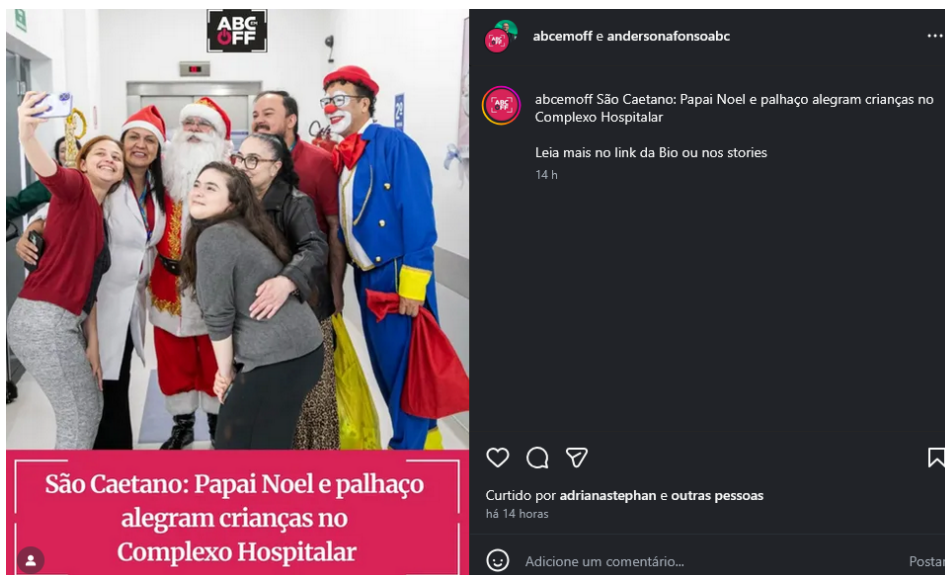 ABC EM
OFF
São Caetano: Papai Noel e palhaço
alegram crianças no
Complexo Hospitalar
abcemoff e andersonafonsoabc
abcemoff São Caetano: Papai Noel e palhaço alegram crianças no
Complexo Hospitalar
Leia mais no link da Bio ou nos stories
14 h
Curtido por adrianastephan e outras pessoas
há 14 horas
Adicione um comentário...
Postar